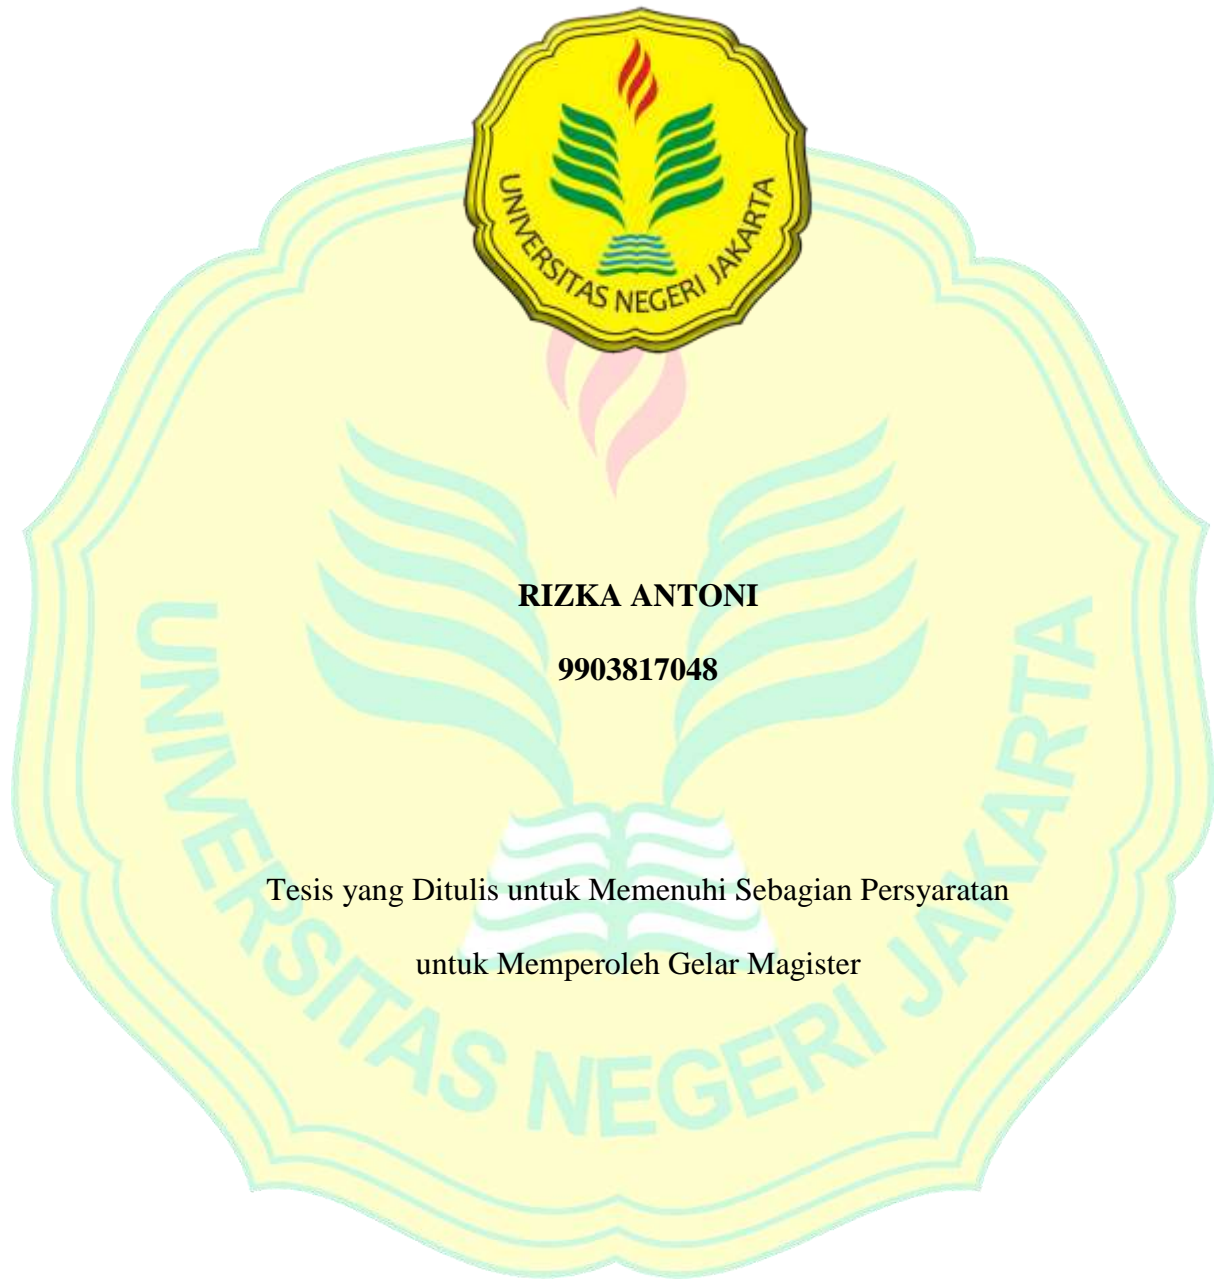 UNIVERSITAS NEGERI JAKARTA
RIZKA ANTONI
9903817048
Tesis yang Ditulis untuk Memenuhi Sebagian Persyaratan
untuk Memperoleh Gelar Magister
UNIVERSITAS NEGERI JAKARTA